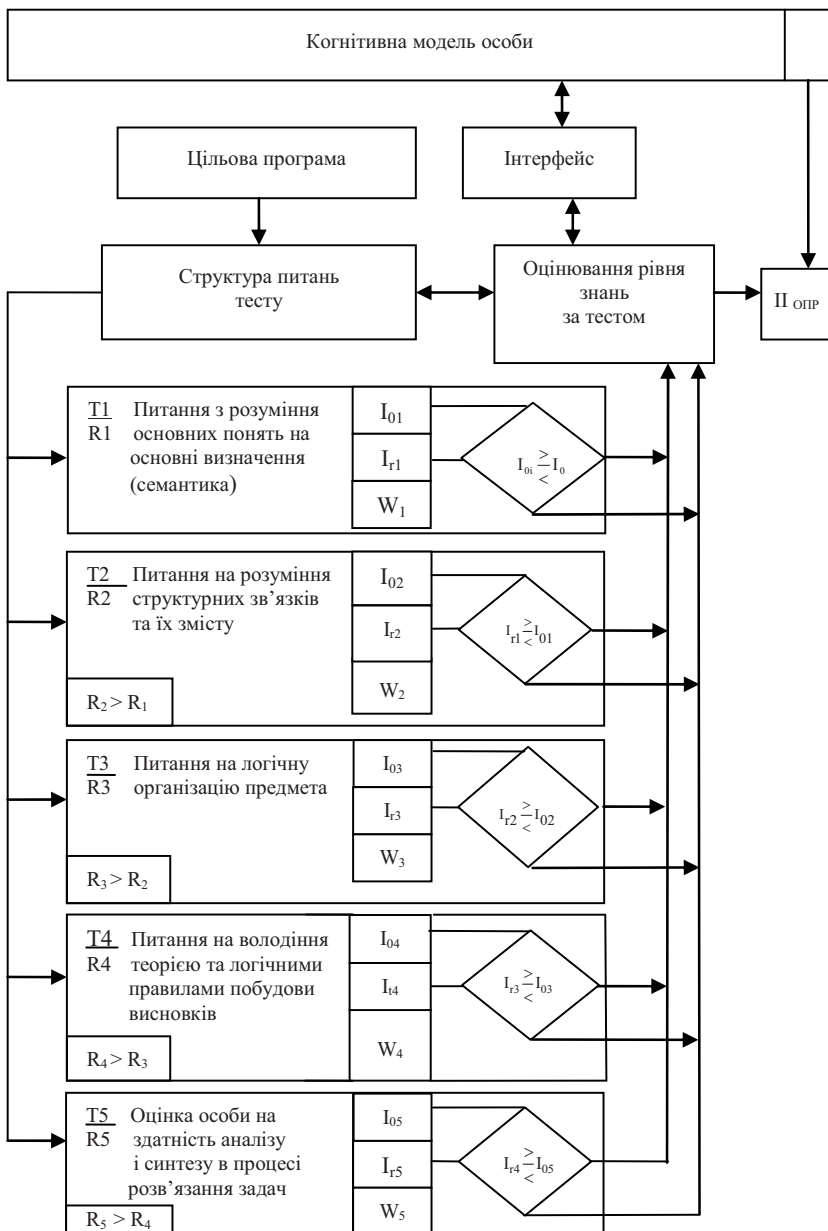 Когнітивна модель особи
Цільова програма
Інтерфейс
Структура питань
тесту
Оцінювання рівня
знань
за тестом
ІІ ОПР
T1
R1
Питання з розуміння
основних понять на
основні визначення
(семантика)
I01
Ir1
W1
I0i ≥< I0
T2
R2
Питання на розуміння
структурних зв’язків
та їх змісту
R2 > R1
I02
Ir2
W2
Ir1 ≥< I01
T3
R3
Питання на логічну
організацію предмета
R3 > R2
I03
Ir3
W3
Ir2 ≥< I02
T4
R4
Питання на володіння
теорією та логічними
правилами побудови
висновків
R4 > R3
I04
It4
W4
Ir3 ≥< I03
T5
R5
Оцінка особи на
здатність аналізу
і синтезу в процесі
розв’язання задач
R5 > R4
I05
Ir5
W5
Ir4 ≥< I05